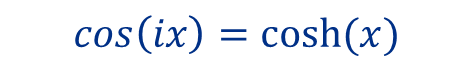 cos(ix) = cosh(x)